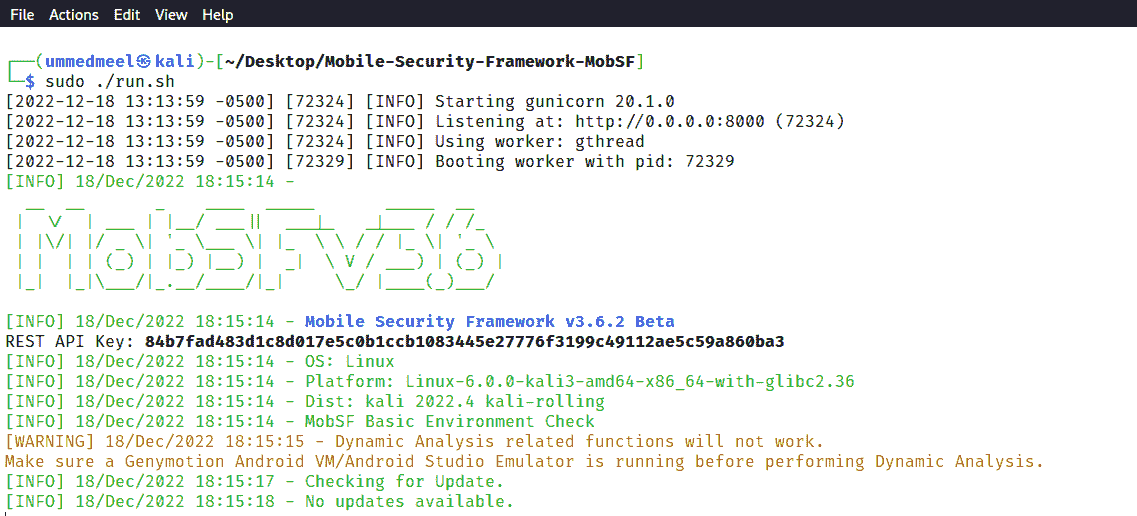 File Actions Edit View Help
┌──(ummedmeel㉿kali)-[~/Desktop/Mobile-Security-Framework-MobSF]
└─$ sudo ./run.sh
[2022-12-18 13:13:59 -0500] [72324] [INFO] Starting gunicorn 20.1.0
[2022-12-18 13:13:59 -0500] [72324] [INFO] Listening at: http://0.0.0.0:8000 (72324)
[2022-12-18 13:13:59 -0500] [72324] [INFO] Using worker: gthread
[2022-12-18 13:13:59 -0500] [72329] [INFO] Booting worker with pid: 72329
[INFO] 18/Dec/2022 18:15:14 -
MobSF v3.6
[INFO] 18/Dec/2022 18:15:14 - Mobile Security Framework v3.6.2 Beta
REST API Key: 84b7fad483d1c8d017e5c0b1ccb1083445e27776f3199c49112ae5c59a860ba3
[INFO] 18/Dec/2022 18:15:14 - OS: Linux
[INFO] 18/Dec/2022 18:15:14 - Platform: Linux-6.0.0-kali3-amd64-x86_64-with-glibc2.36
[INFO] 18/Dec/2022 18:15:14 - Dist: kali 2022.4 kali-rolling
[INFO] 18/Dec/2022 18:15:14 - MobSF Basic Environment Check
[WARNING] 18/Dec/2022 18:15:15 - Dynamic Analysis related functions will not work.
Make sure a Genymotion Android VM/Android Studio Emulator is running before performing Dynamic Analysis.
[INFO] 18/Dec/2022 18:15:17 - Checking for Update.
[INFO] 18/Dec/2022 18:15:18 - No updates available.